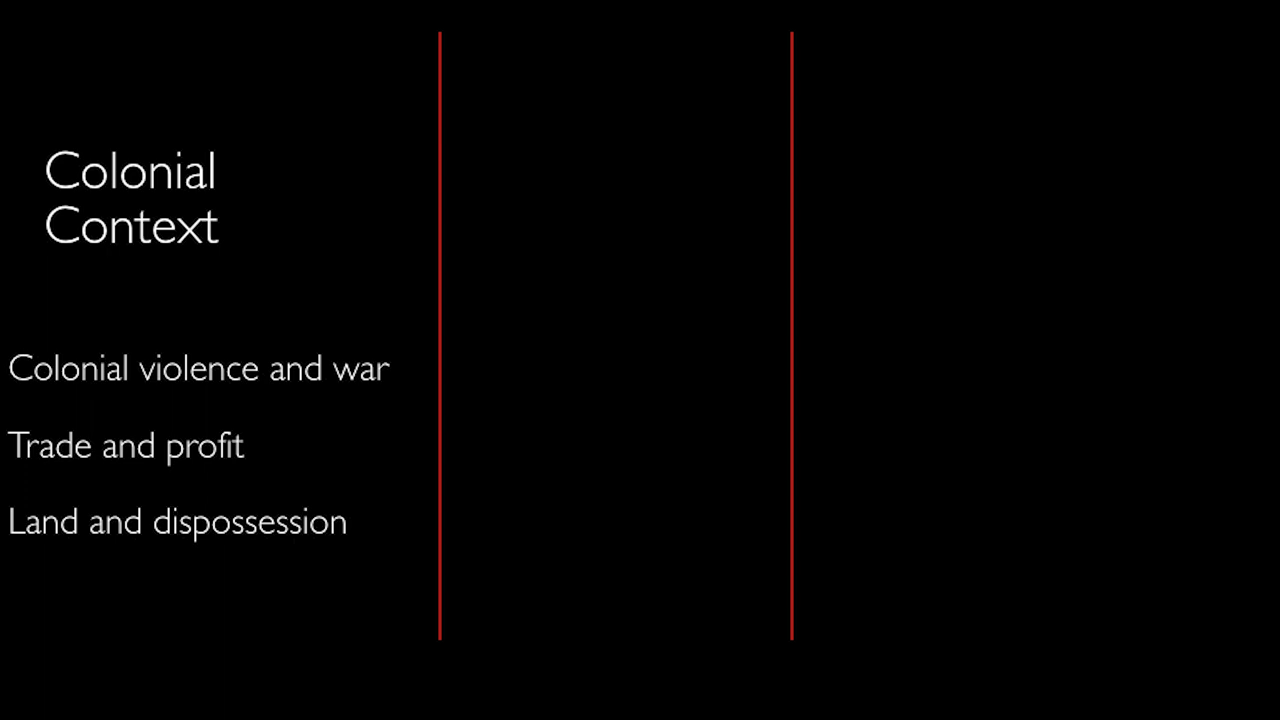 Colonial
Context
Colonial violence and war
Trade and profit
Land and dispossession